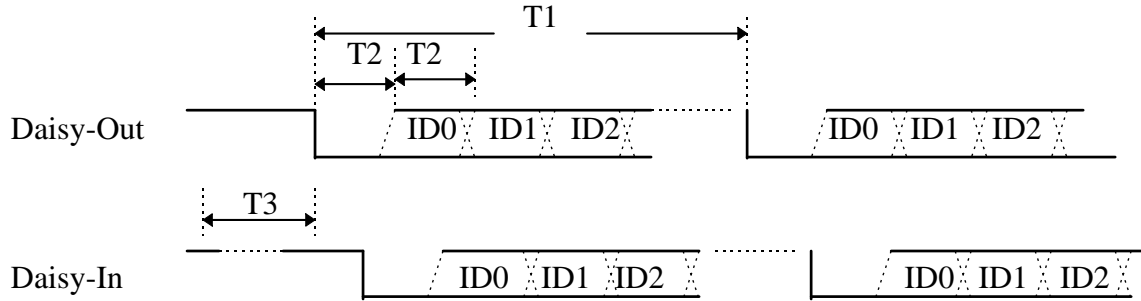 T1
T2 T2
Daisy-Out ID0 ID1 ID2 ID0 ID1 ID2
T3
Daisy-In ID0 ID1 ID2 ID0 ID1 ID2